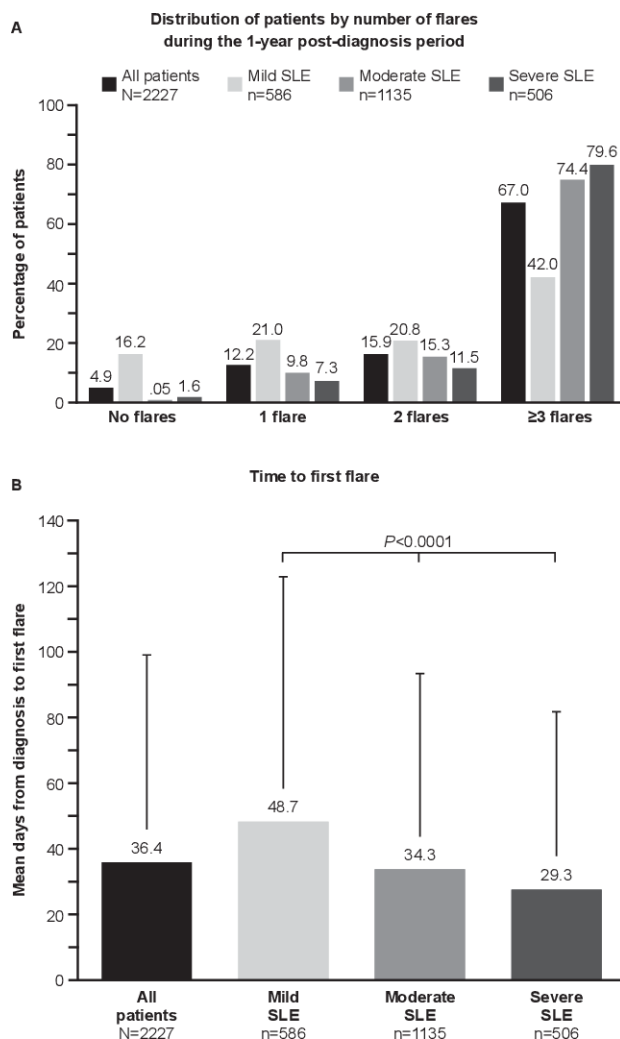 A
Distribution of patients by number of flares
during the 1-year post-diagnosis period
All patients
N=2227
Mild SLE
n=586
Moderate SLE
n=1135
Severe SLE
n=506
Percentage of patients
100
80
60
40
20
0
4.9
16.2
.05
1.6
12.2
21.0
9.8
7.3
15.9
20.8
15.3
11.5
67.0
42.0
74.4
79.6
No flares
1 flare
2 flares
≥3 flares
B
Time to first flare
Mean days from diagnosis to first flare
140
120
100
80
60
40
20
0
P<0.0001
36.4
48.7
34.3
29.3
All
patients
N=2227
Mild
SLE
n=586
Moderate
SLE
n=1135
Severe
SLE
n=506